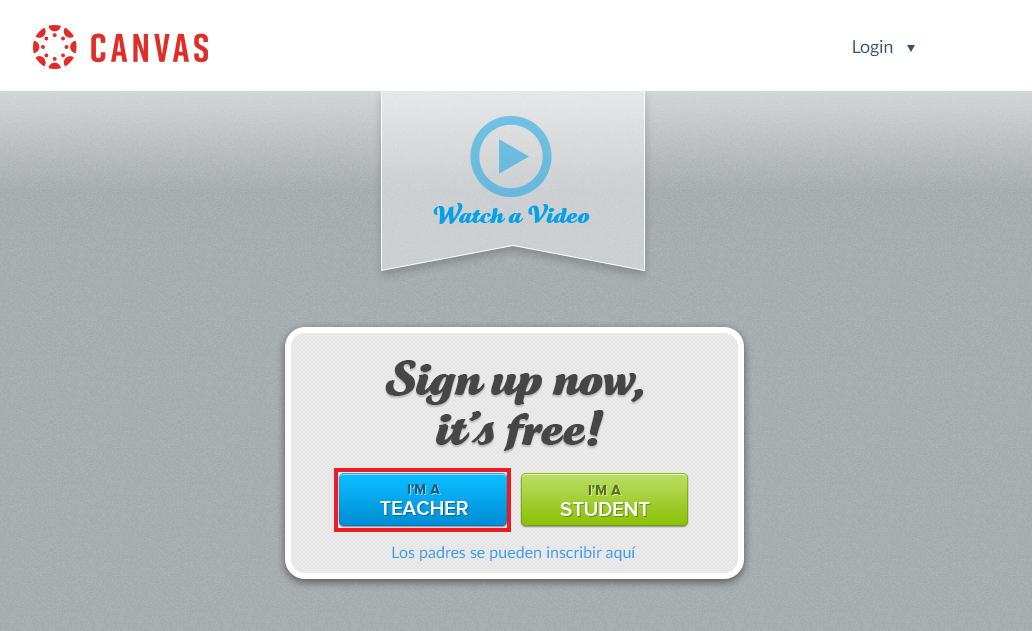 CANVAS
Login
Watch a Video
Sign up now,
it's free!
I'M A
TEACHER
I'M A
STUDENT
Los padres se pueden inscribir aquí